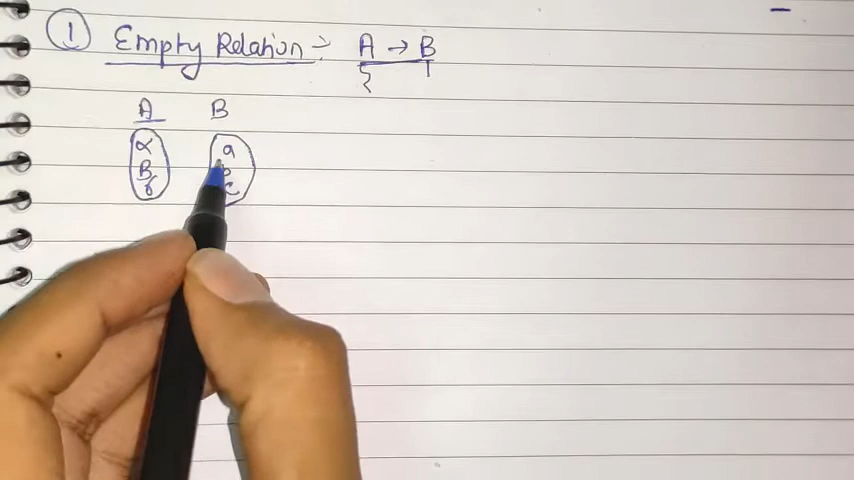 ① Empty Relation :- A → B
{
A B
α a
β b
γ c